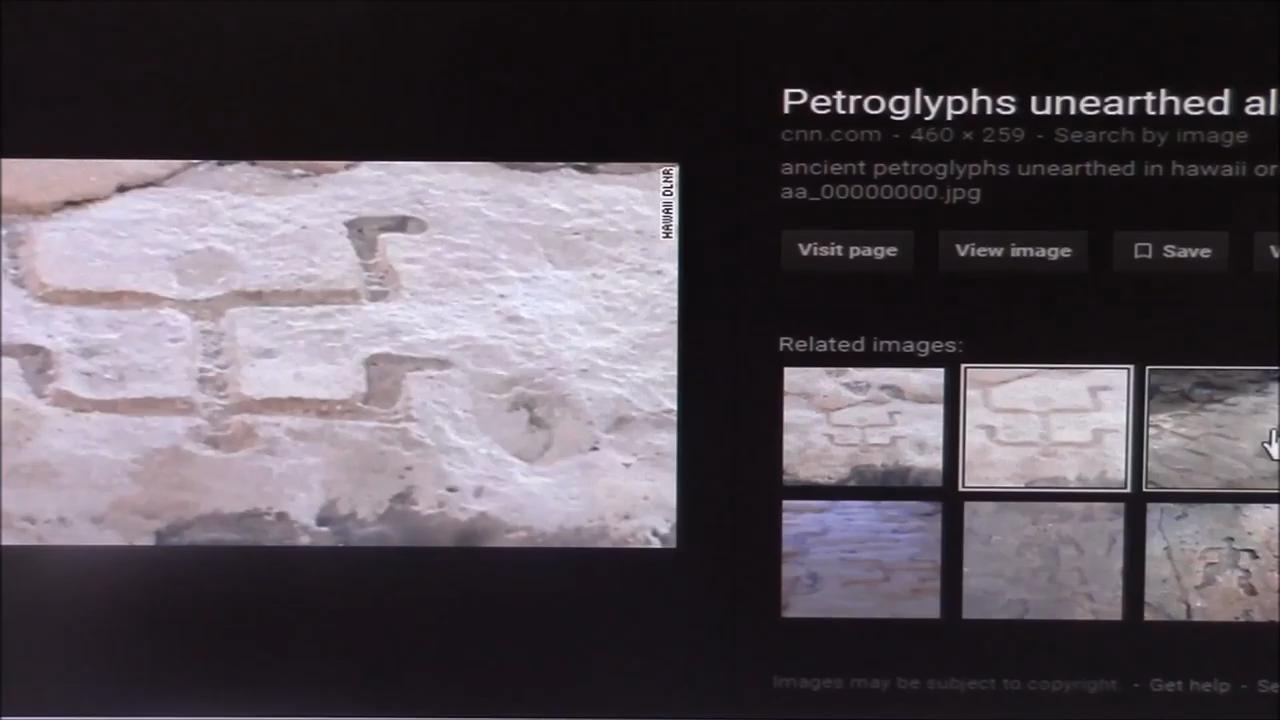 HAWAII DLNR
Petroglyphs unearthed al
cnn.com - 460 × 259 - Search by image
ancient petroglyphs unearthed in hawaii or
aa_00000000.jpg
Visit page
View image
Save
Related images:
Images may be subject to copyright. - Get help - Se